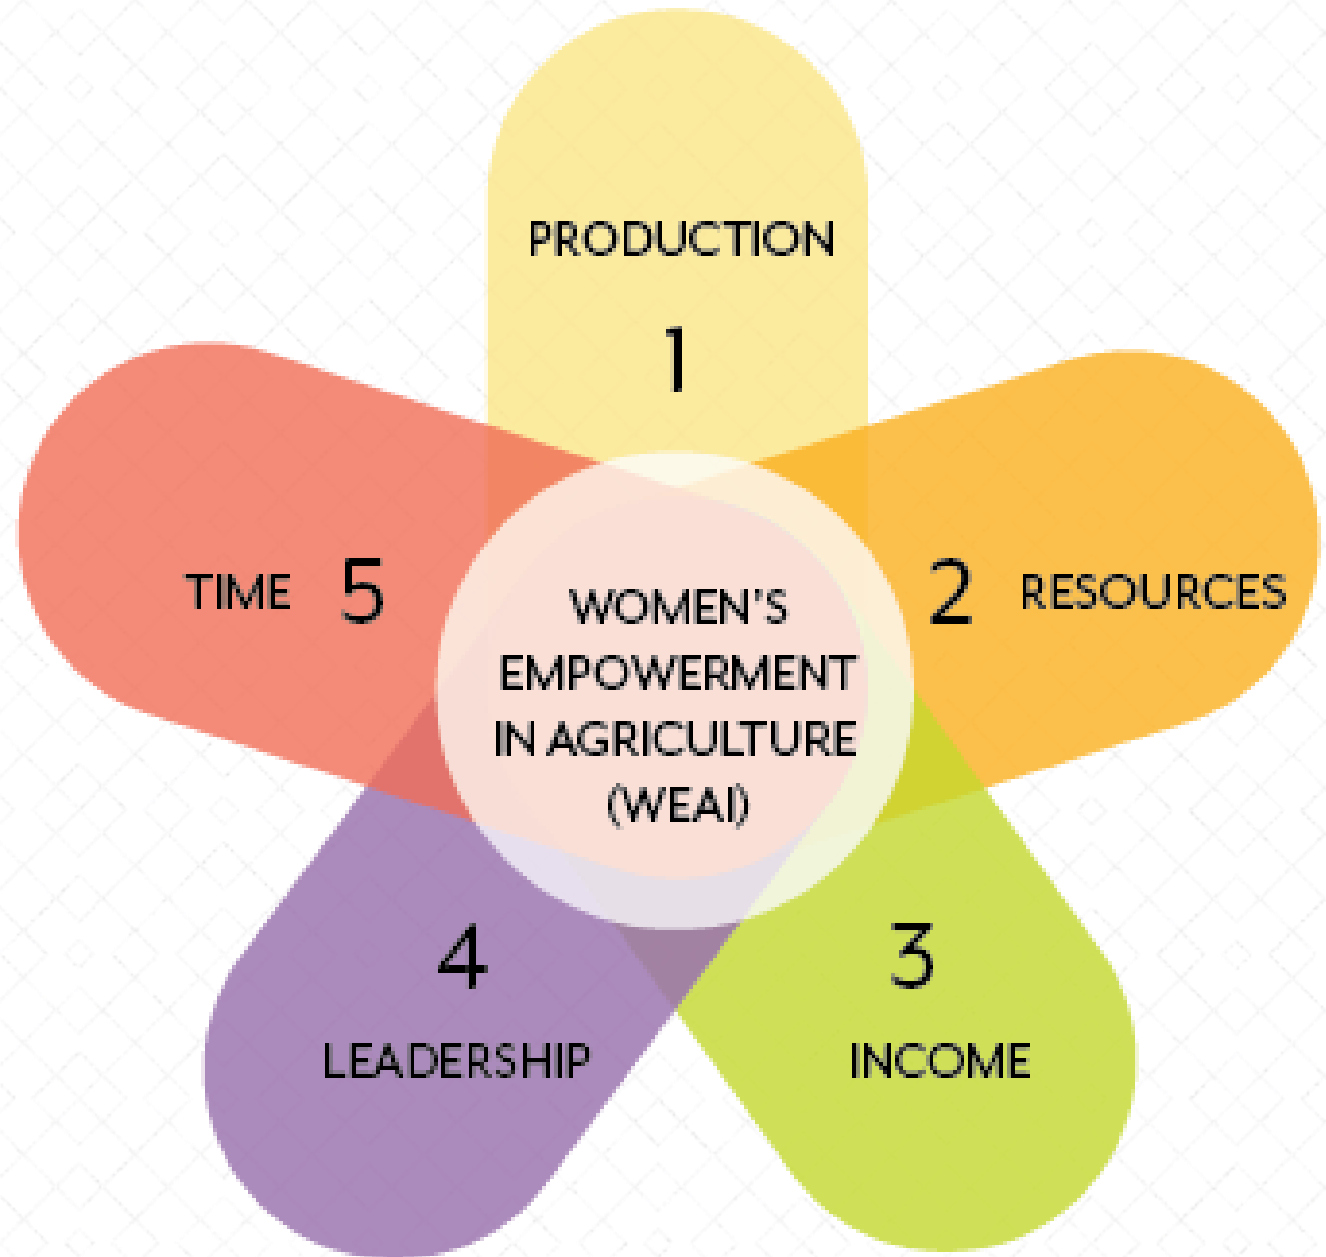 PRODUCTION
1
2 RESOURCES
3
INCOME
4
LEADERSHIP
TIME 5
WOMEN'S
EMPOWERMENT
IN AGRICULTURE
(WEAI)